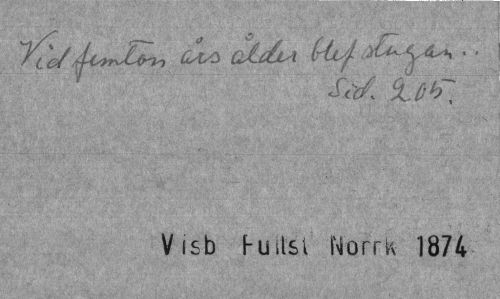 Vid femton års ålder blef stugan..
Sid. 205.
Visb Fullst Norrk 1874